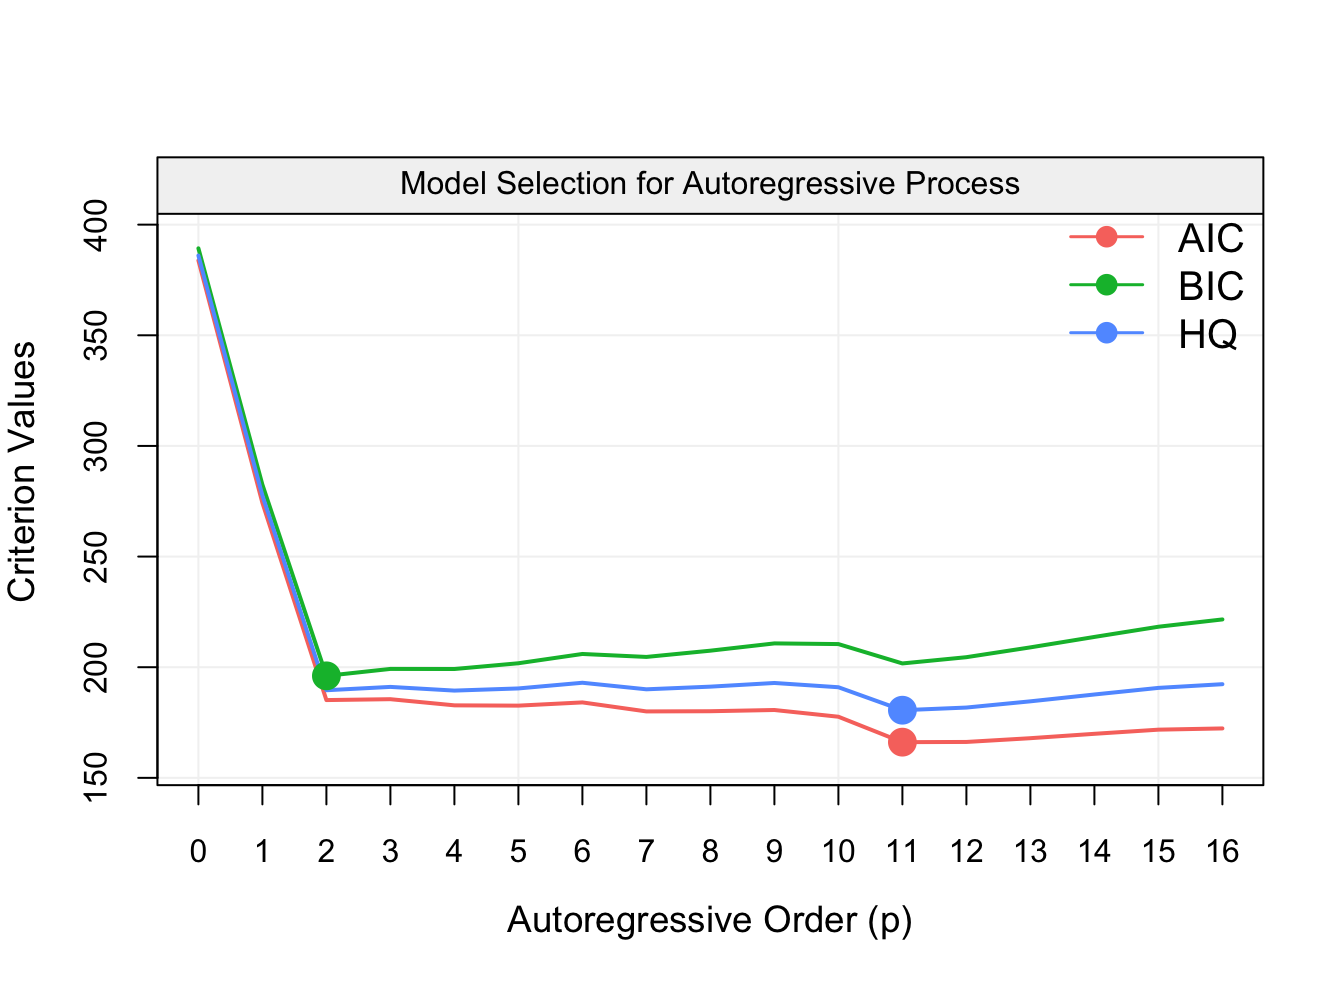 Model Selection for Autoregressive Process
AIC
BIC
HQ
Criterion Values
400
350
300
250
200
150
0 1 2 3 4 5 6 7 8 9 10 11 12 13 14 15 16
Autoregressive Order (p)